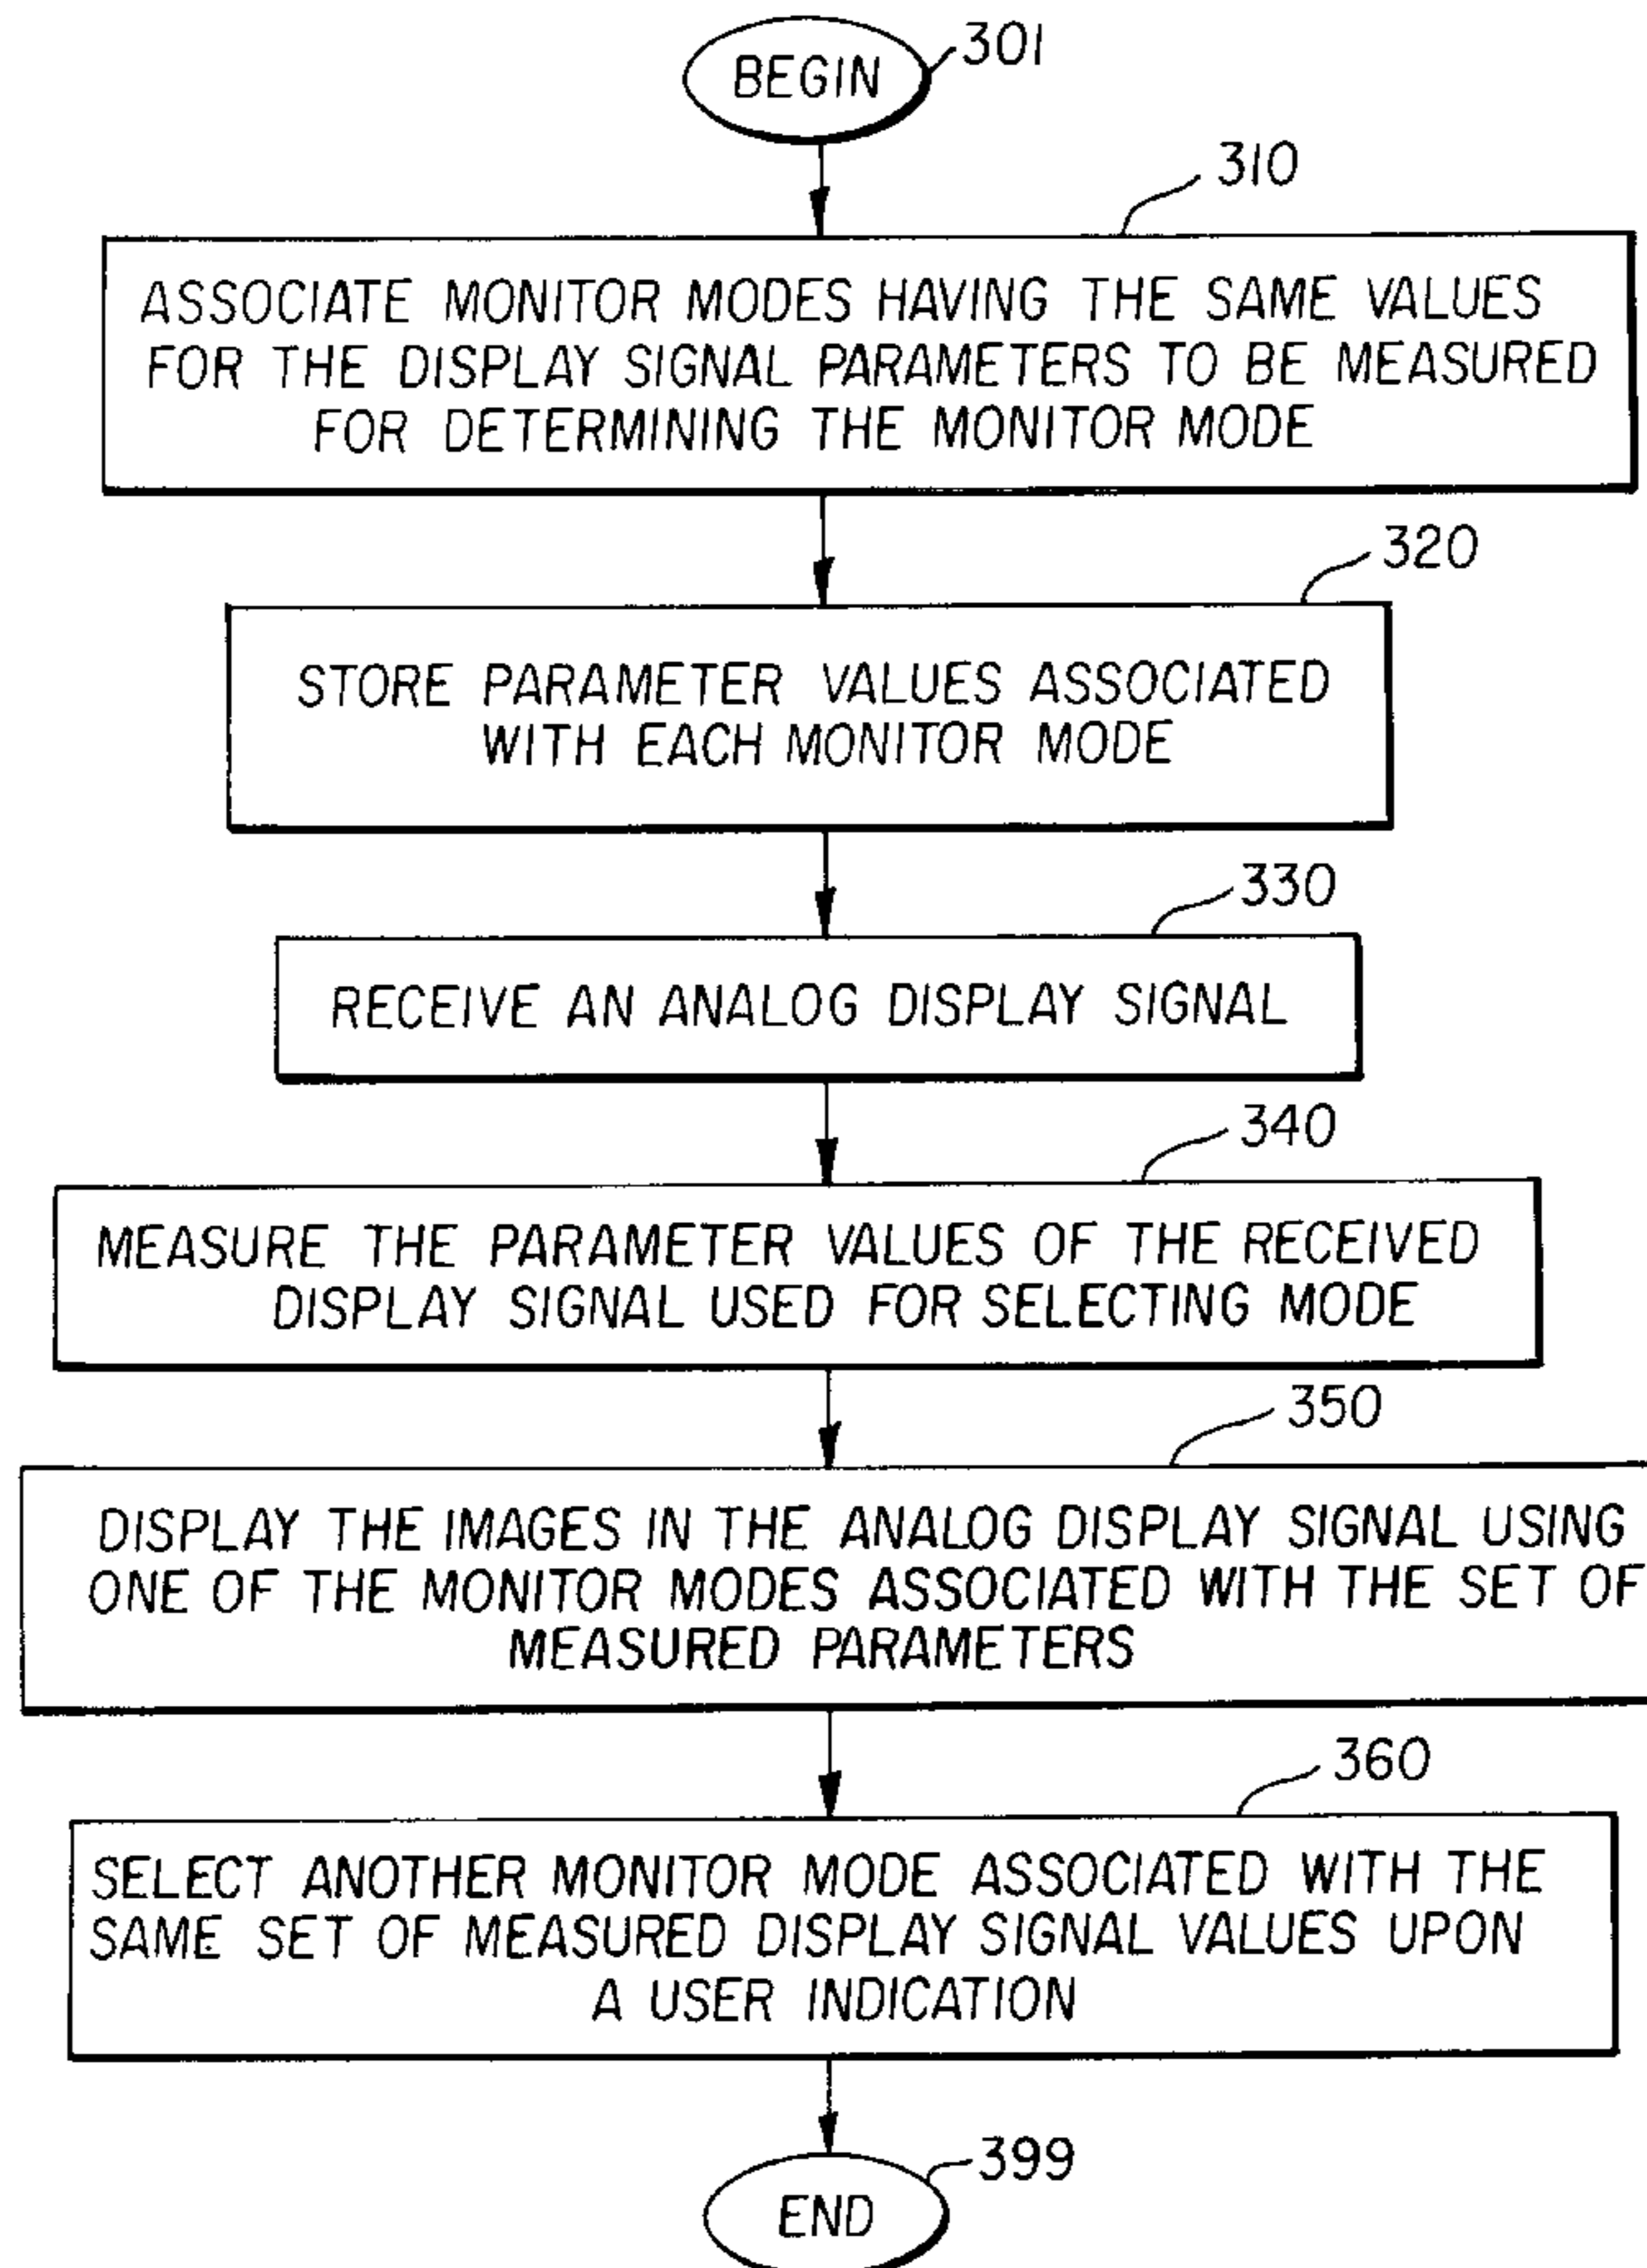 BEGIN
301
310
ASSOCIATE MONITOR MODES HAVING THE SAME VALUES
FOR THE DISPLAY SIGNAL PARAMETERS TO BE MEASURED
FOR DETERMINING THE MONITOR MODE
320
STORE PARAMETER VALUES ASSOCIATED
WITH EACH MONITOR MODE
330
RECEIVE AN ANALOG DISPLAY SIGNAL
340
MEASURE THE PARAMETER VALUES OF THE RECEIVED
DISPLAY SIGNAL USED FOR SELECTING MODE
350
DISPLAY THE IMAGES IN THE ANALOG DISPLAY SIGNAL USING
ONE OF THE MONITOR MODES ASSOCIATED WITH THE SET OF
MEASURED PARAMETERS
360
SELECT ANOTHER MONITOR MODE ASSOCIATED WITH THE
SAME SET OF MEASURED DISPLAY SIGNAL VALUES UPON
A USER INDICATION
399
END